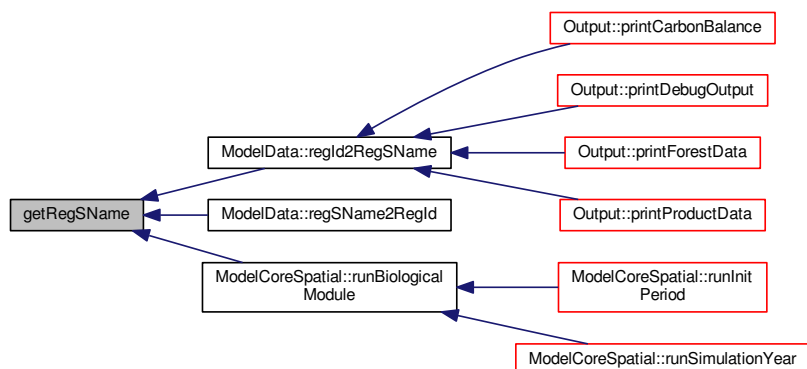 Output::printCarbonBalance
Output::printDebugOutput
ModelData::regId2RegSName
Output::printForestData
getRegSName
ModelData::regSName2RegId
Output::printProductData
ModelCoreSpatial::runBiological
Module
ModelCoreSpatial::runInit
Period
ModelCoreSpatial::runSimulationYear